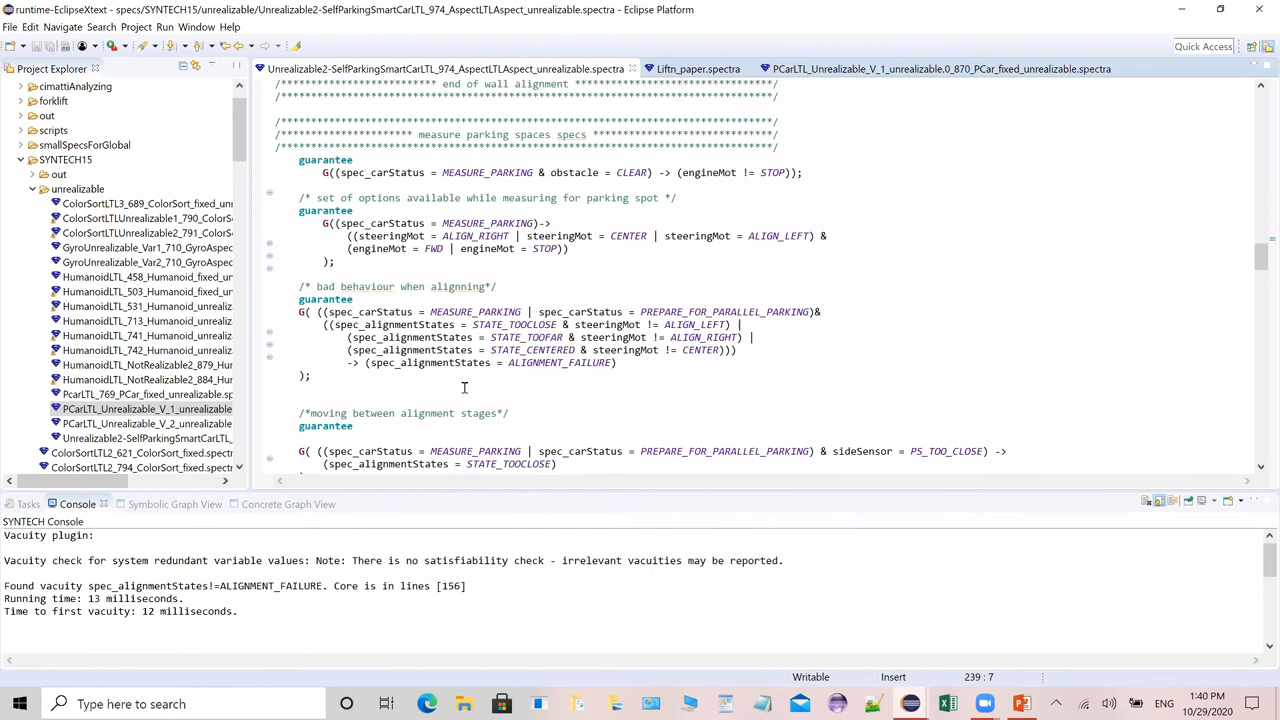 runtime-EclipseXtext - specs/SYNTECH15/unrealizable/Unrealizable2-SelfParkingSmartCarLTL_974_AspectLTLAspect_unrealizable.spectra - Eclipse Platform
File Edit Navigate Search Project Run Window Help
Quick Access
Project Explorer
Unrealizable2-SelfParkingSmartCarLTL_974_AspectLTLAspect_unrealizable.spectra
Liftn_paper.spectra
PCarLTL_Unrealizable_V_1_unrealizable.0_870_PCar_fixed_unrealizable.spectra
cimattiAnalyzing
forklift
out
scripts
smallSpecsForGlobal
SYNTECH15
out
unrealizable
ColorSortLTL3_689_ColorSort_fixed_unr
ColorSortLTLUnrealizable1_790_ColorS
ColorSortLTLUnrealizable2_791_ColorS
GyroUnrealizable_Var1_710_GyroAspec
GyroUnrealizable_Var2_710_GyroAspec
HumanoidLTL_458_Humanoid_fixed_un
HumanoidLTL_503_Humanoid_fixed_un
HumanoidLTL_531_Humanoid_unrealiza
HumanoidLTL_713_Humanoid_unrealiza
HumanoidLTL_741_Humanoid_unrealiza
HumanoidLTL_742_Humanoid_unrealiza
HumanoidLTL_NotRealizable2_879_Hum
HumanoidLTL_NotRealizable2_884_Hum
PCarLTL_769_PCar_fixed_unrealizable.sp
PCarLTL_Unrealizable_V_1_unrealizable
PCarLTL_Unrealizable_V_2_unrealizable
Unrealizable2-SelfParkingSmartCarLTL_
ColorSortLTL2_621_ColorSort_fixed.spectr
ColorSortLTL2_794_ColorSort_fixed.spectr
/******************************** end of wall alignment ********************************/
/***************************************************************************************/
/***************************************************************************************/
/********************* measure parking spaces specs *******************************/
/***************************************************************************************/
guarantee
G((spec_carStatus = MEASURE_PARKING & obstacle = CLEAR) -> (engineMot != STOP));
/* set of options available while measuring for parking spot */
guarantee
G((spec_carStatus = MEASURE_PARKING)->
((steeringMot = ALIGN_RIGHT | steeringMot = CENTER | steeringMot = ALIGN_LEFT) &
(engineMot = FWD | engineMot = STOP))
);
/* bad behaviour when alignning*/
guarantee
G( ((spec_carStatus = MEASURE_PARKING | spec_carStatus = PREPARE_FOR_PARALLEL_PARKING)&
((spec_alignmentStates = STATE_TOOCLOSE & steeringMot != ALIGN_LEFT) |
(spec_alignmentStates = STATE_TOOFAR & steeringMot != ALIGN_RIGHT) |
(spec_alignmentStates = STATE_CENTERED & steeringMot != CENTER)))
-> (spec_alignmentStates = ALIGNMENT_FAILURE)
);
/*moving between alignment stages*/
guarantee
G( ((spec_carStatus = MEASURE_PARKING | spec_carStatus = PREPARE_FOR_PARALLEL_PARKING) & sideSensor = PS_TOO_CLOSE) ->
(spec_alignmentStates = STATE_TOOCLOSE)
Tasks Console Symbolic Graph View Concrete Graph View
SYNTECH Console
Vacuity plugin:
Vacuity check for system redundant variable values: Note: There is no satisfiability check - irrelevant vacuities may be reported.
Found vacuity spec_alignmentStates!=ALIGNMENT_FAILURE. Core is in lines [156]
Running time: 13 milliseconds.
Time to first vacuity: 12 milliseconds.
Writable Insert 239 : 7
Type here to search
ENG
1:40 PM
10/29/2020